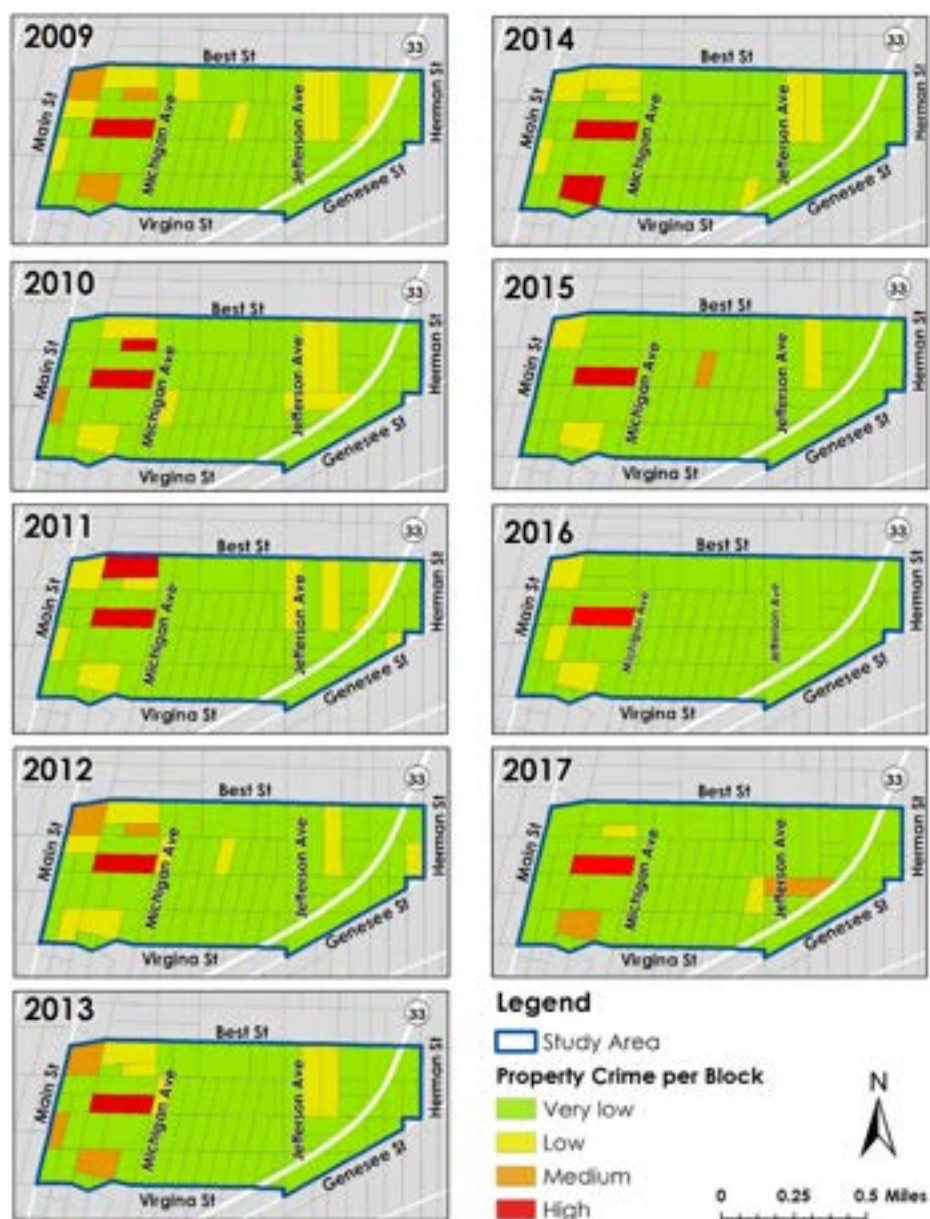 2009
33
Best St
Main St
Michigan Ave
Jefferson Ave
Herman St
Genesee St
Virgina St
2010
33
Best St
Main St
Michigan Ave
Jefferson Ave
Herman St
Genesee St
Virgina St
2011
33
Best St
Main St
Michigan Ave
Jefferson Ave
Herman St
Genesee St
Virgina St
2012
33
Best St
Main St
Michigan Ave
Jefferson Ave
Herman St
Genesee St
Virgina St
2013
33
Best St
Main St
Michigan Ave
Jefferson Ave
Herman St
Genesee St
Virgina St
2014
33
Best St
Main St
Michigan Ave
Jefferson Ave
Herman St
Genesee St
Virgina St
2015
33
Best St
Main St
Michigan Ave
Jefferson Ave
Herman St
Genesee St
Virgina St
2016
33
Best St
Main St
Michigan Ave
Jefferson Ave
Herman St
Genesee St
Virgina St
2017
33
Best St
Main St
Michigan Ave
Jefferson Ave
Herman St
Genesee St
Virgina St
Legend
Study Area
Property Crime per Block
Very low
Low
Medium
High
N
0 0.25 0.5 Miles